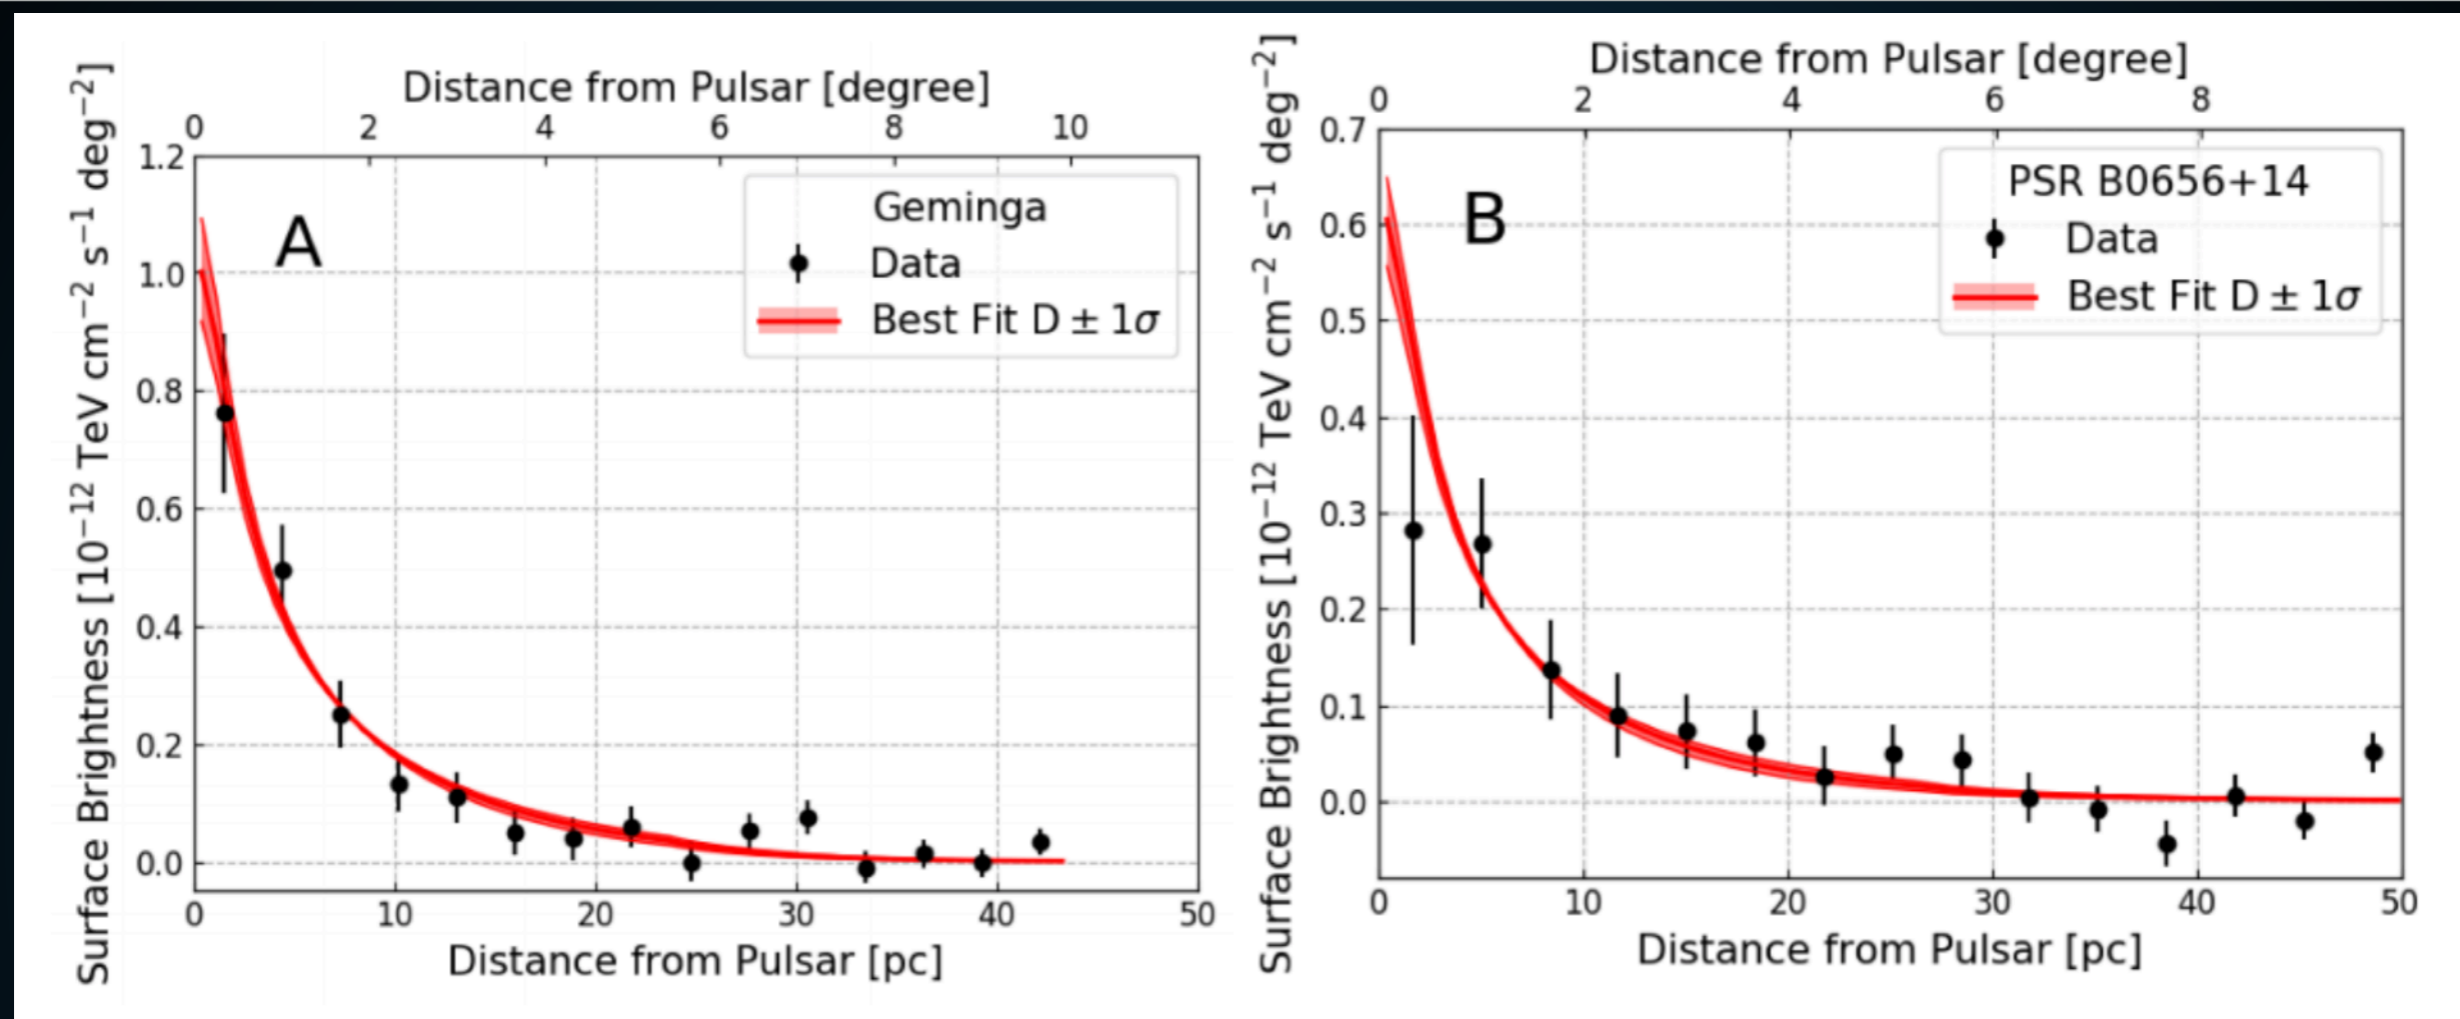 Distance from Pulsar [degree]
0 2 4 6 8 10
Surface Brightness [10⁻¹² TeV cm⁻² s⁻¹ deg⁻²]
1.2
1.0
0.8
0.6
0.4
0.2
0.0
A
Geminga
Data
Best Fit D ± 1σ
0 10 20 30 40 50
Distance from Pulsar [pc]
Distance from Pulsar [degree]
0 2 4 6 8
Surface Brightness [10⁻¹² TeV cm⁻² s⁻¹ deg⁻²]
0.7
0.6
0.5
0.4
0.3
0.2
0.1
0.0
B
PSR B0656+14
Data
Best Fit D ± 1σ
0 10 20 30 40 50
Distance from Pulsar [pc]